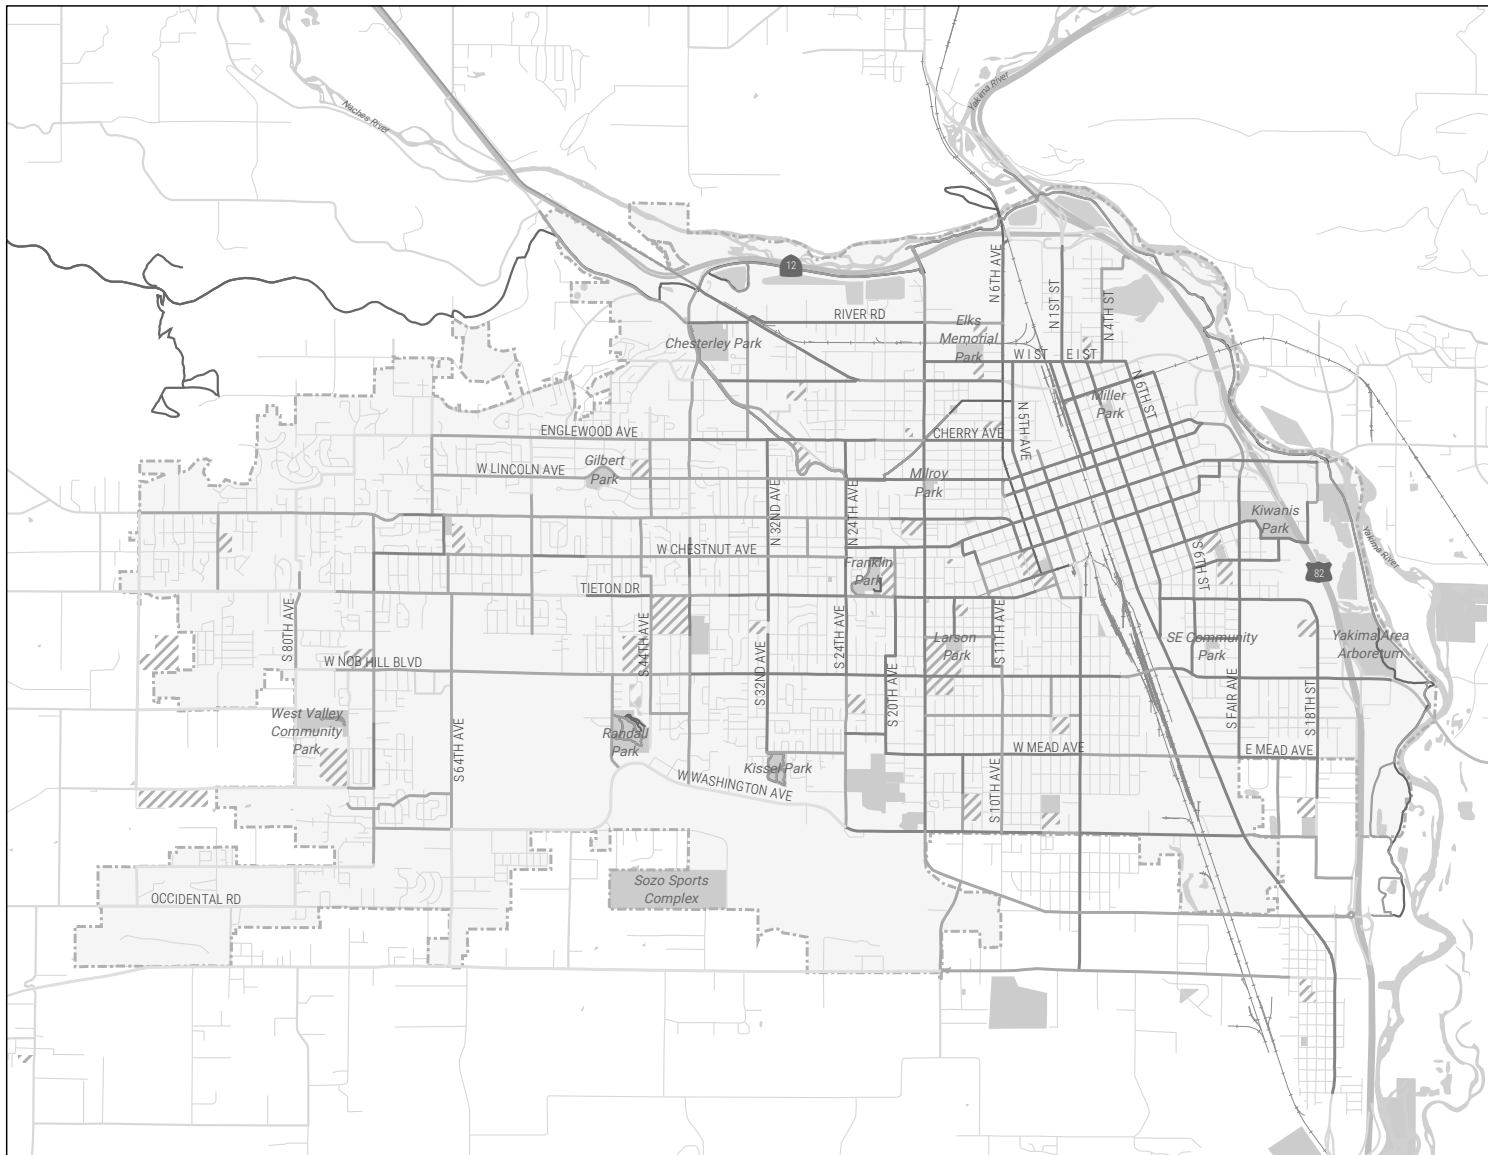 Naches River
Yakima River
12
N 6TH AVE
N 1ST ST
N 4TH ST
RIVER RD
Elks
Memorial
Park
Chesterley Park
W I ST
E I ST
N 6TH ST
Miller
Park
N 5TH AVE
ENGLEWOOD AVE
CHERRY AVE
W LINCOLN AVE
Gilbert
Park
Milroy
Park
N 32ND AVE
N 24TH AVE
Kiwanis
Park
W CHESTNUT AVE
Franklin
Park
S 6TH ST
Yakima River
82
TIETON DR
S 80TH AVE
S 44TH AVE
S 24TH AVE
Larson
Park
S 11TH AVE
SE Community
Park
Yakima Area
Arboretum
W NOB HILL BLVD
S 32ND AVE
S 20TH AVE
S FAIR AVE
S 18TH ST
West Valley
Community
Park
S 64TH AVE
Randall
Park
Kissel Park
W MEAD AVE
E MEAD AVE
W WASHINGTON AVE
S 10TH AVE
Sozo Sports
Complex
OCCIDENTAL RD